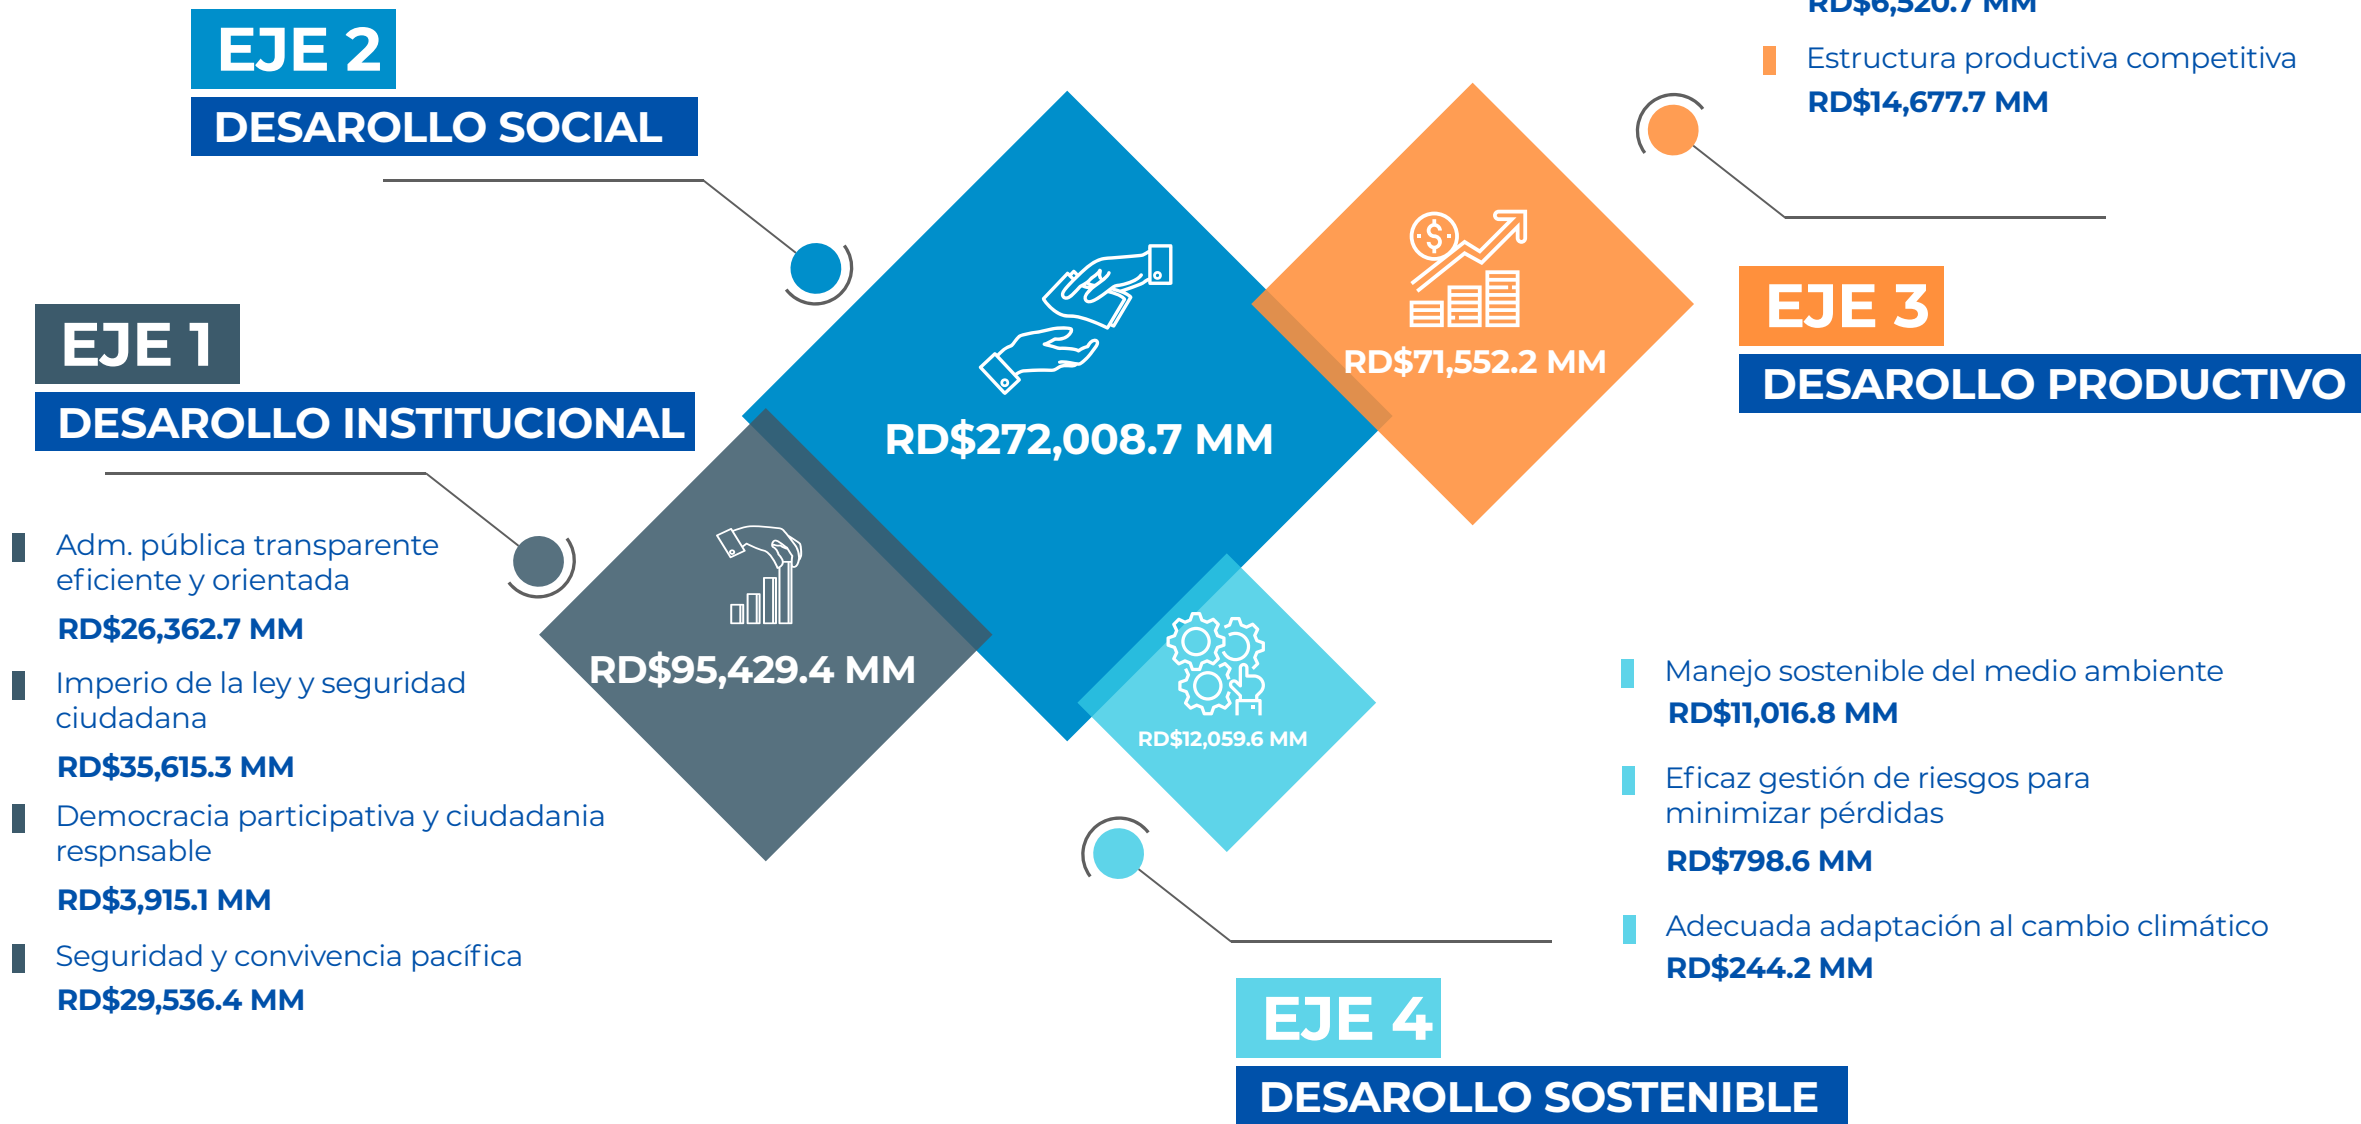 EJE 2
DESAROLLO SOCIAL
RD$272,008.7 MM
EJE 1
DESAROLLO INSTITUCIONAL
RD$95,429.4 MM
Adm. pública transparente
eficiente y orientada
RD$26,362.7 MM
Imperio de la ley y seguridad
ciudadana
RD$35,615.3 MM
Democracia participativa y ciudadania
respnsable
RD$3,915.1 MM
Seguridad y convivencia pacífica
RD$29,536.4 MM
RD$6,520.7 MM
Estructura productiva competitiva
RD$14,677.7 MM
EJE 3
DESAROLLO PRODUCTIVO
RD$71,552.2 MM
RD$12,059.6 MM
Manejo sostenible del medio ambiente
RD$11,016.8 MM
Eficaz gestión de riesgos para
minimizar pérdidas
RD$798.6 MM
Adecuada adaptación al cambio climático
RD$244.2 MM
EJE 4
DESAROLLO SOSTENIBLE